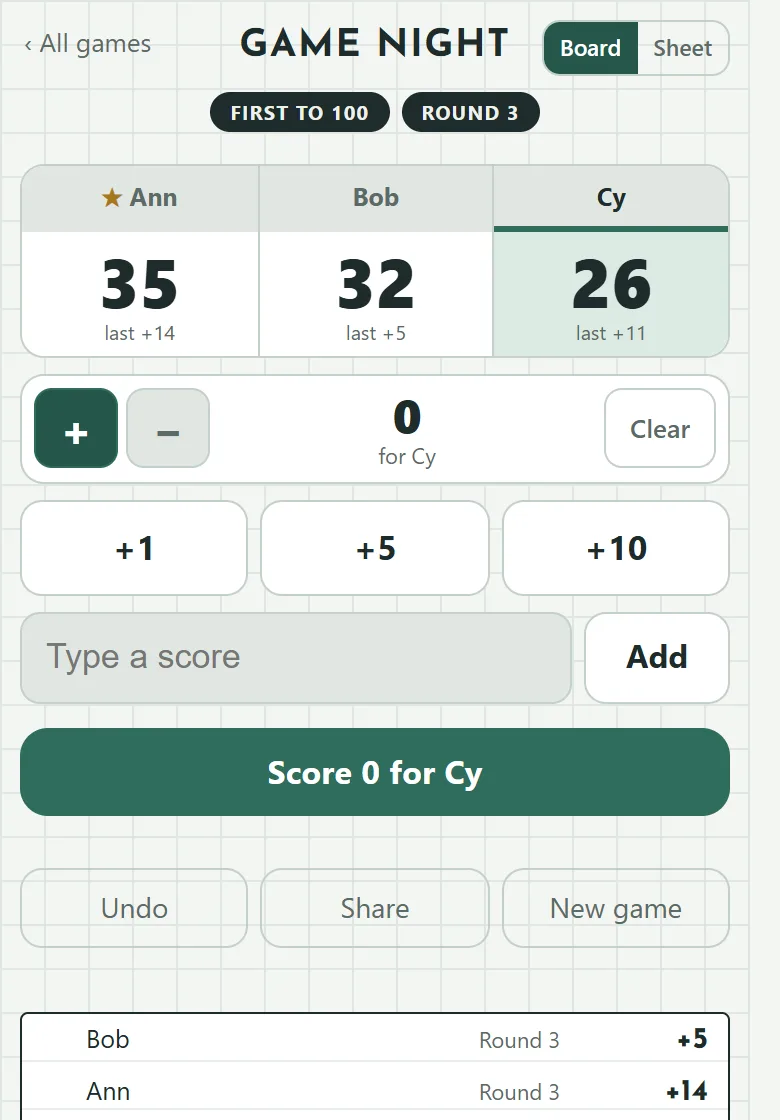 ‹ All games
GAME NIGHT
Board Sheet
FIRST TO 100 ROUND 3
★ Ann Bob Cy
35 32 26
last +14 last +5 last +11
+ − 0 Clear
for Cy
+1 +5 +10
Type a score Add
Score 0 for Cy
Undo Share New game
Bob Round 3 +5
Ann Round 3 +14